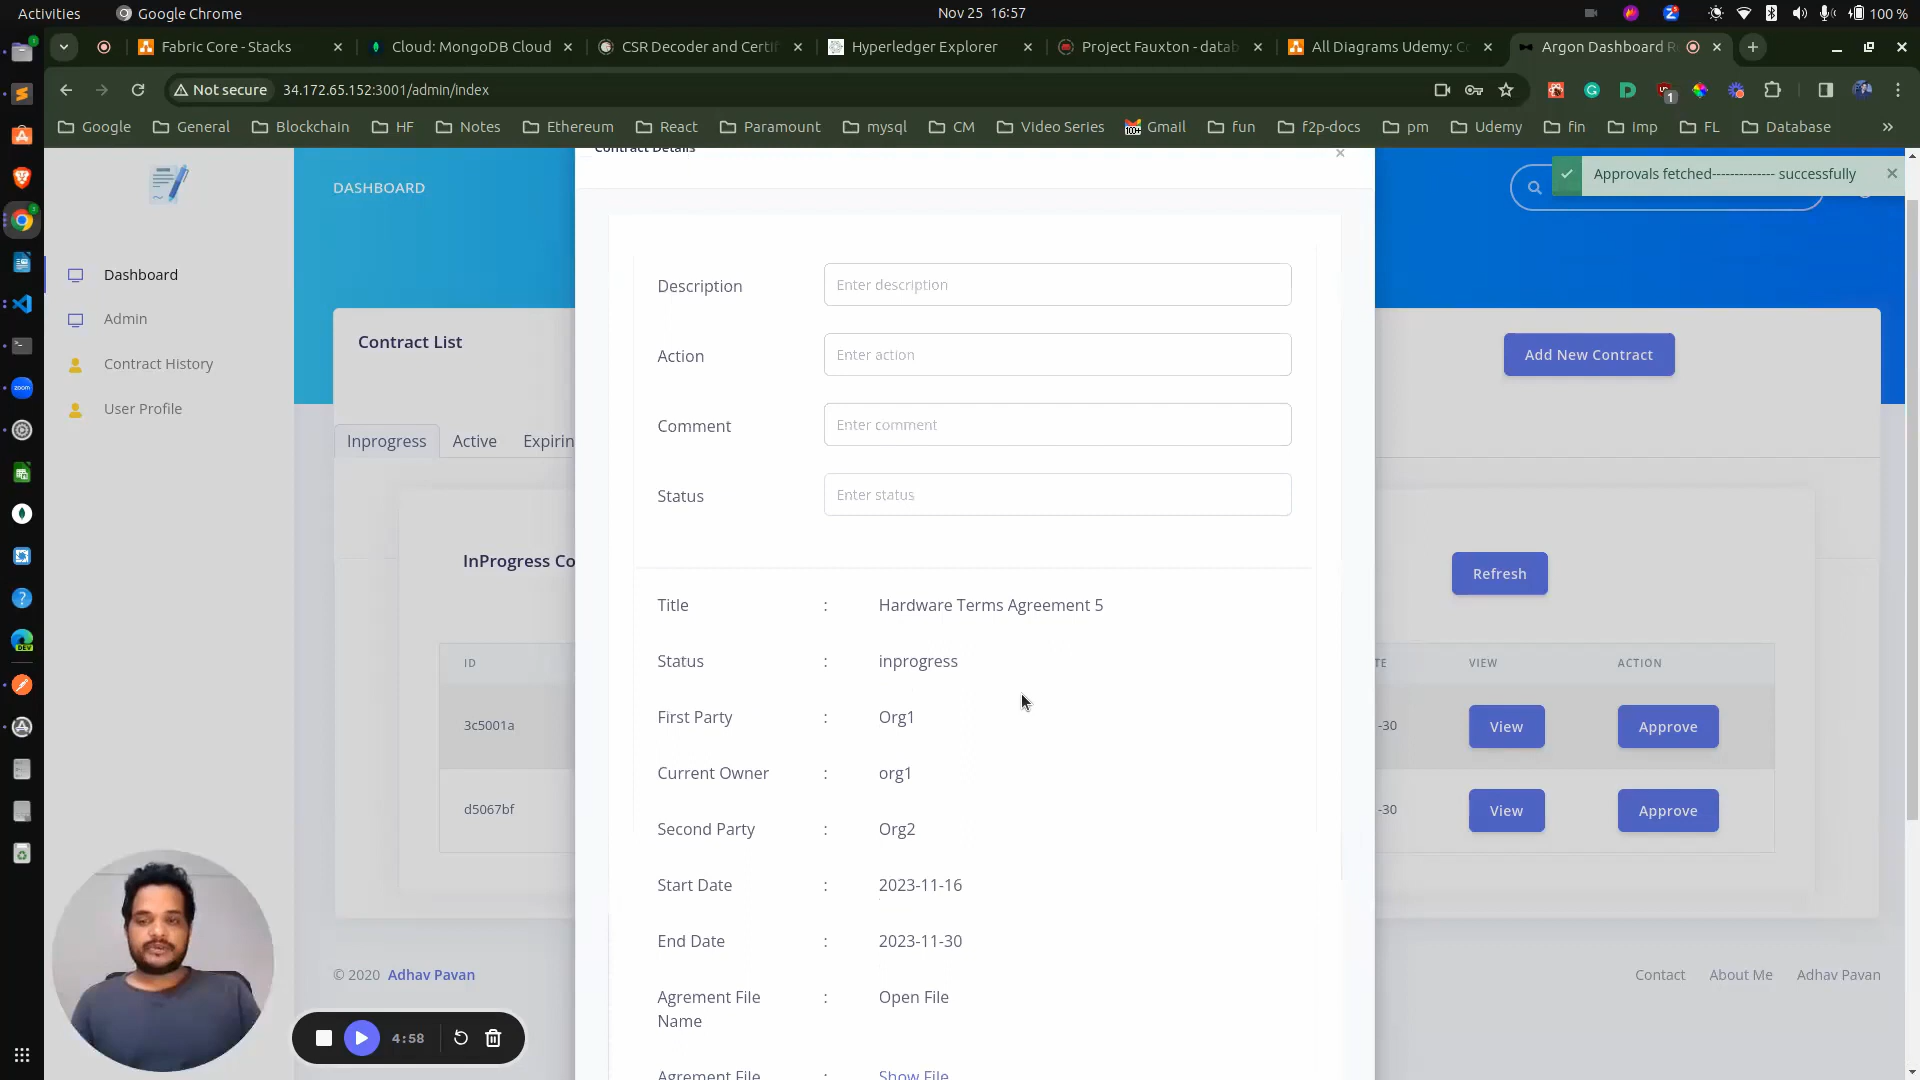 Activities
Google Chrome
Nov 25 16:57
100 %
Fabric Core - Stacks
Cloud: MongoDB Cloud
CSR Decoder and Certif
Hyperledger Explorer
Project Fauxton - datab
All Diagrams Udemy: C
Argon Dashboard R
Not secure
34.172.65.152:3001/admin/index
1
Google
General
Blockchain
HF
Notes
Ethereum
React
Paramount
mysql
CM
Video Series
Gmail
fun
f2p-docs
pm
Udemy
fin
imp
FL
Database
DASHBOARD
Contract Details
Approvals fetched-------------- successfully
Dashboard
Admin
Contract History
User Profile
Contract List
Add New Contract
Inprogress
Active
Expirin
InProgress Co
Refresh
ID
TE
VIEW
ACTION
3c5001a
-30
View
Approve
d5067bf
-30
View
Approve
Description
Enter description
Action
Enter action
Comment
Enter comment
Status
Enter status
Title : Hardware Terms Agreement 5
Status : inprogress
First Party : Org1
Current Owner : org1
Second Party : Org2
Start Date : 2023-11-16
End Date : 2023-11-30
Agrement File Name : Open File
Agrement File : Show File
© 2020 Adhav Pavan
Contact
About Me
Adhav Pavan
4:58
zoom
DEV